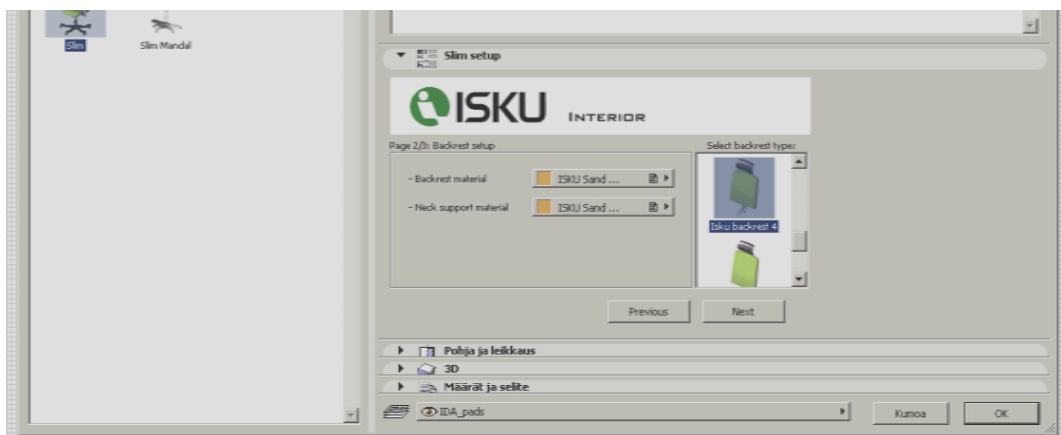 Slim
Slim Mandal
Slim setup
ISKU INTERIOR
Page 2/3: Backrest setup
Select backrest type:
- Backrest material
ISKU Sand ...
- Neck support material
ISKU Sand ...
Isku backrest 4
Previous
Next
Pohja ja leikkaus
3D
Määrät ja selite
IDA_pads
Kumoa
OK